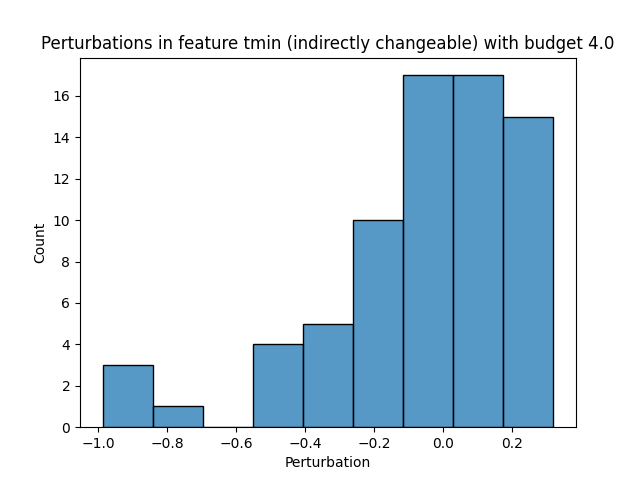 Perturbations in feature tmin (indirectly changeable) with budget 4.0
16
14
12
10
8
6
4
2
0
Count
−1.0 −0.8 −0.6 −0.4 −0.2 0.0 0.2
Perturbation